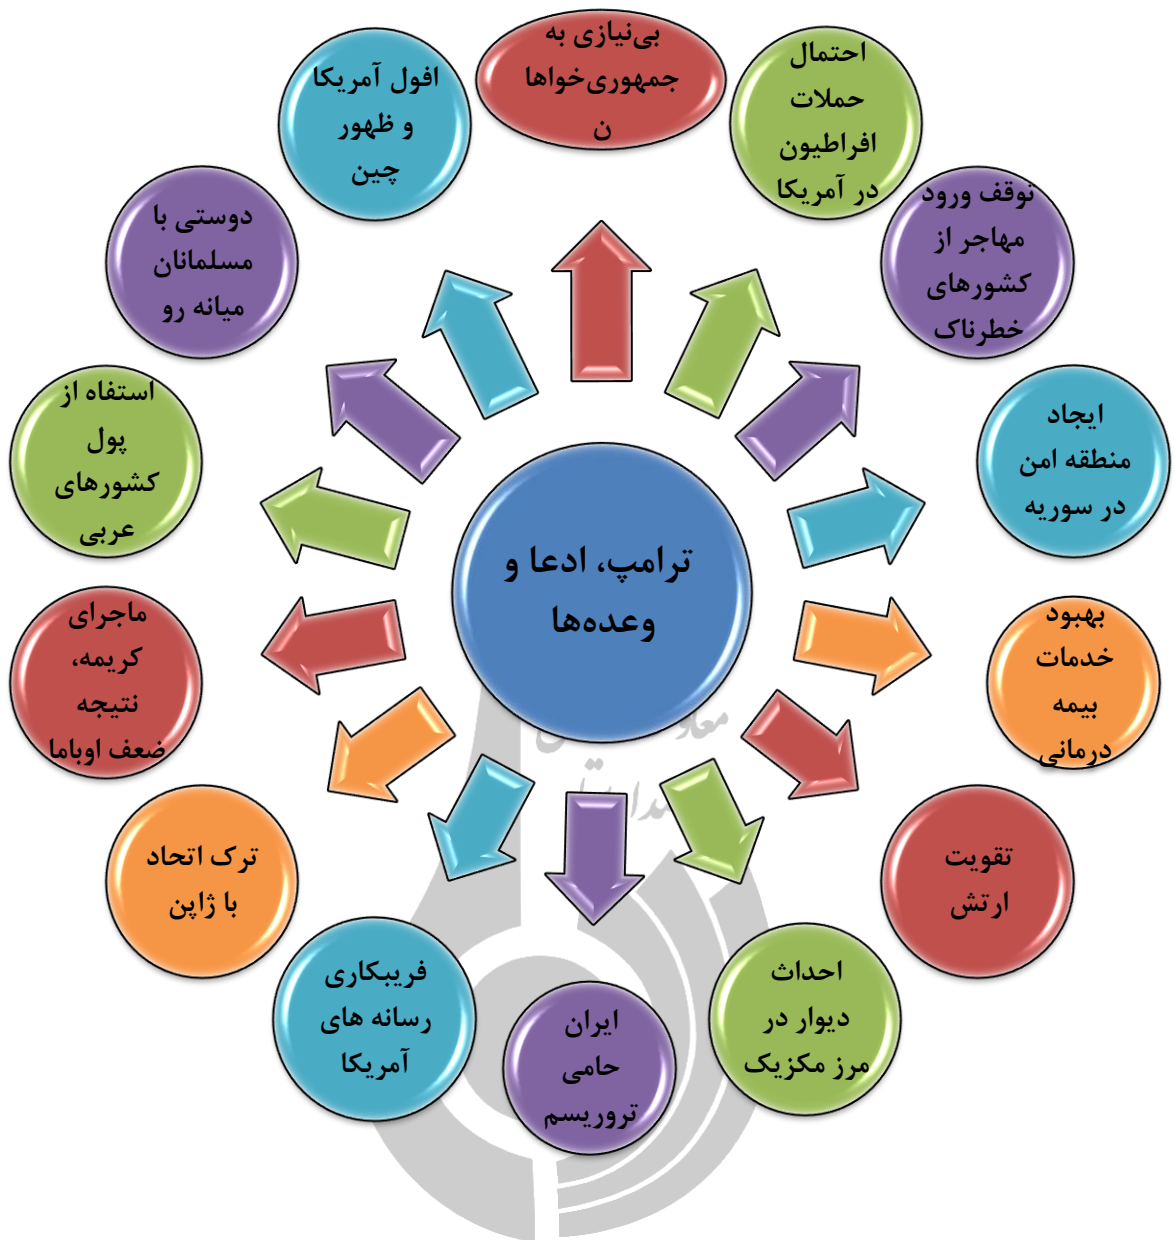 بی‌نیازی به
جمهوری‌خواها
ن
احتمال
حملات
افراطیون
در آمریکا
توقف ورود
مهاجر از
کشورهای
خطرناک
ایجاد
منطقه امن
در سوریه
بهبود
خدمات
بیمه
درمانی
تقویت
ارتش
احداث
دیوار در
مرز مکزیک
ایران
حامی
تروریسم
فریبکاری
رسانه های
آمریکا
ترک اتحاد
با ژاپن
ماجرای
کریمه،
نتیجه
ضعف اوباما
استفاه از
پول
کشورهای
عربی
دوستی با
مسلمانان
میانه رو
افول آمریکا
و ظهور
چین
ترامپ، ادعا و
وعده‌ها